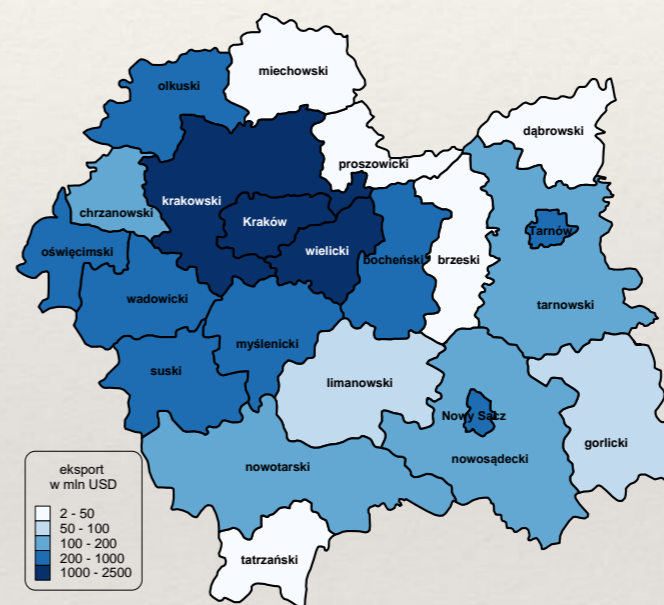 miechowski
olkuski
dąbrowski
proszowicki
krakowski
chrzanowski
Kraków
Tarnów
oświęcimski
wielicki
bocheński
brzeski
wadowicki
tarnowski
myślenicki
suski
limanowski
Nowy Sącz
gorlicki
nowotarski
nowosądecki
tatrzański
eksport
w mln USD
2 - 50
50 - 100
100 - 200
200 - 1000
1000 - 2500